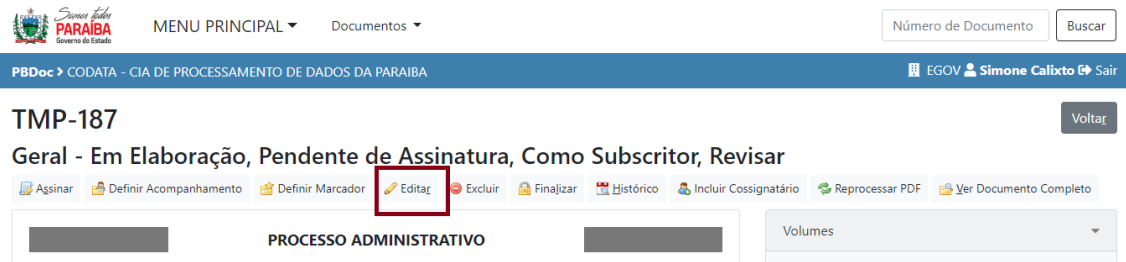 Somos todos
PARAÍBA
Governo do Estado
MENU PRINCIPAL
Documentos
Número de Documento
Buscar
PBDoc > CODATA - CIA DE PROCESSAMENTO DE DADOS DA PARAIBA
EGOV Simone Calixto Sair
TMP-187
Voltar
Geral - Em Elaboração, Pendente de Assinatura, Como Subscritor, Revisar
Assinar Definir Acompanhamento Definir Marcador Editar Excluir Finalizar Histórico Incluir Cossignatário Reprocessar PDF Ver Documento Completo
PROCESSO ADMINISTRATIVO
Volumes